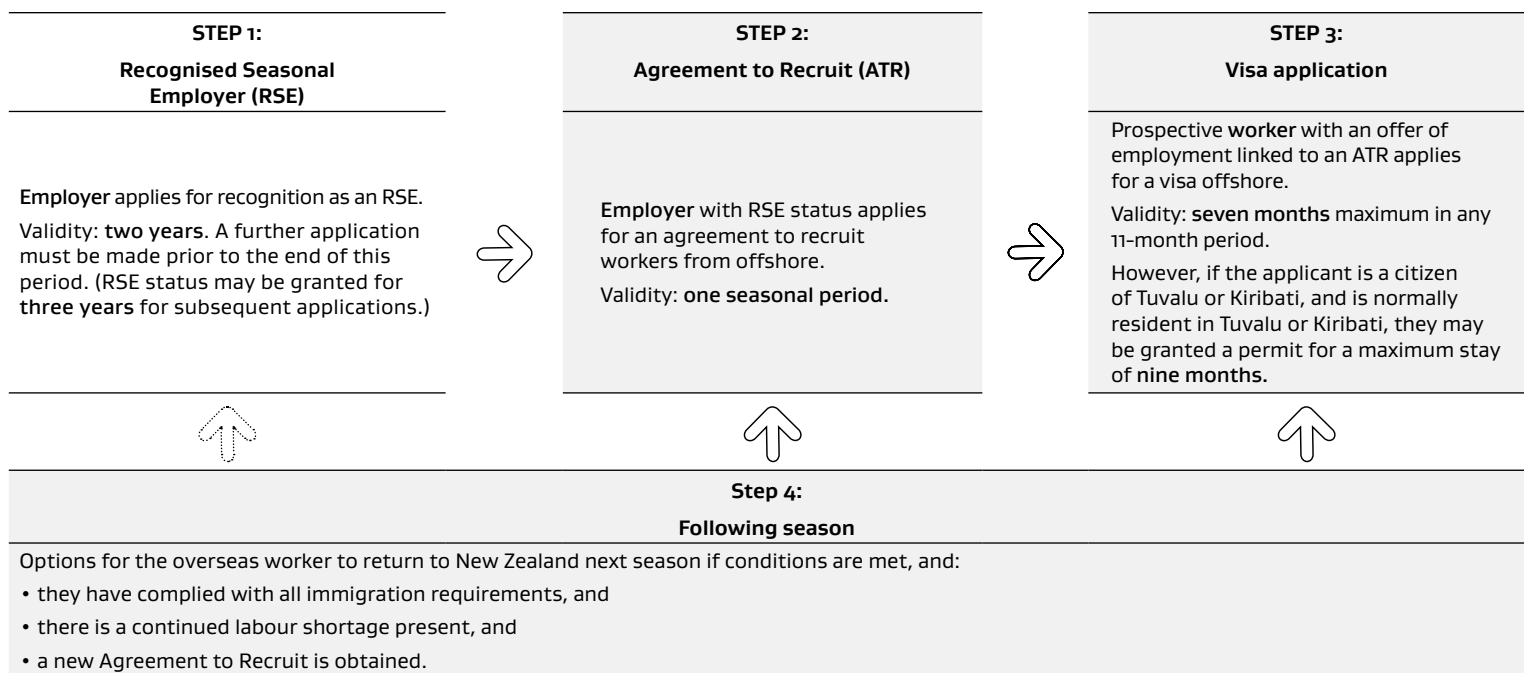 STEP 1:
Recognised Seasonal
Employer (RSE)
Employer applies for recognition as an RSE.
Validity: two years. A further application
must be made prior to the end of this
period. (RSE status may be granted for
three years for subsequent applications.)
STEP 2:
Agreement to Recruit (ATR)
Employer with RSE status applies
for an agreement to recruit
workers from offshore.
Validity: one seasonal period.
STEP 3:
Visa application
Prospective worker with an offer of
employment linked to an ATR applies
for a visa offshore.
Validity: seven months maximum in any
11-month period.
However, if the applicant is a citizen
of Tuvalu or Kiribati, and is normally
resident in Tuvalu or Kiribati, they may
be granted a permit for a maximum stay
of nine months.
Step 4:
Following season
Options for the overseas worker to return to New Zealand next season if conditions are met, and:
• they have complied with all immigration requirements, and
• there is a continued labour shortage present, and
• a new Agreement to Recruit is obtained.